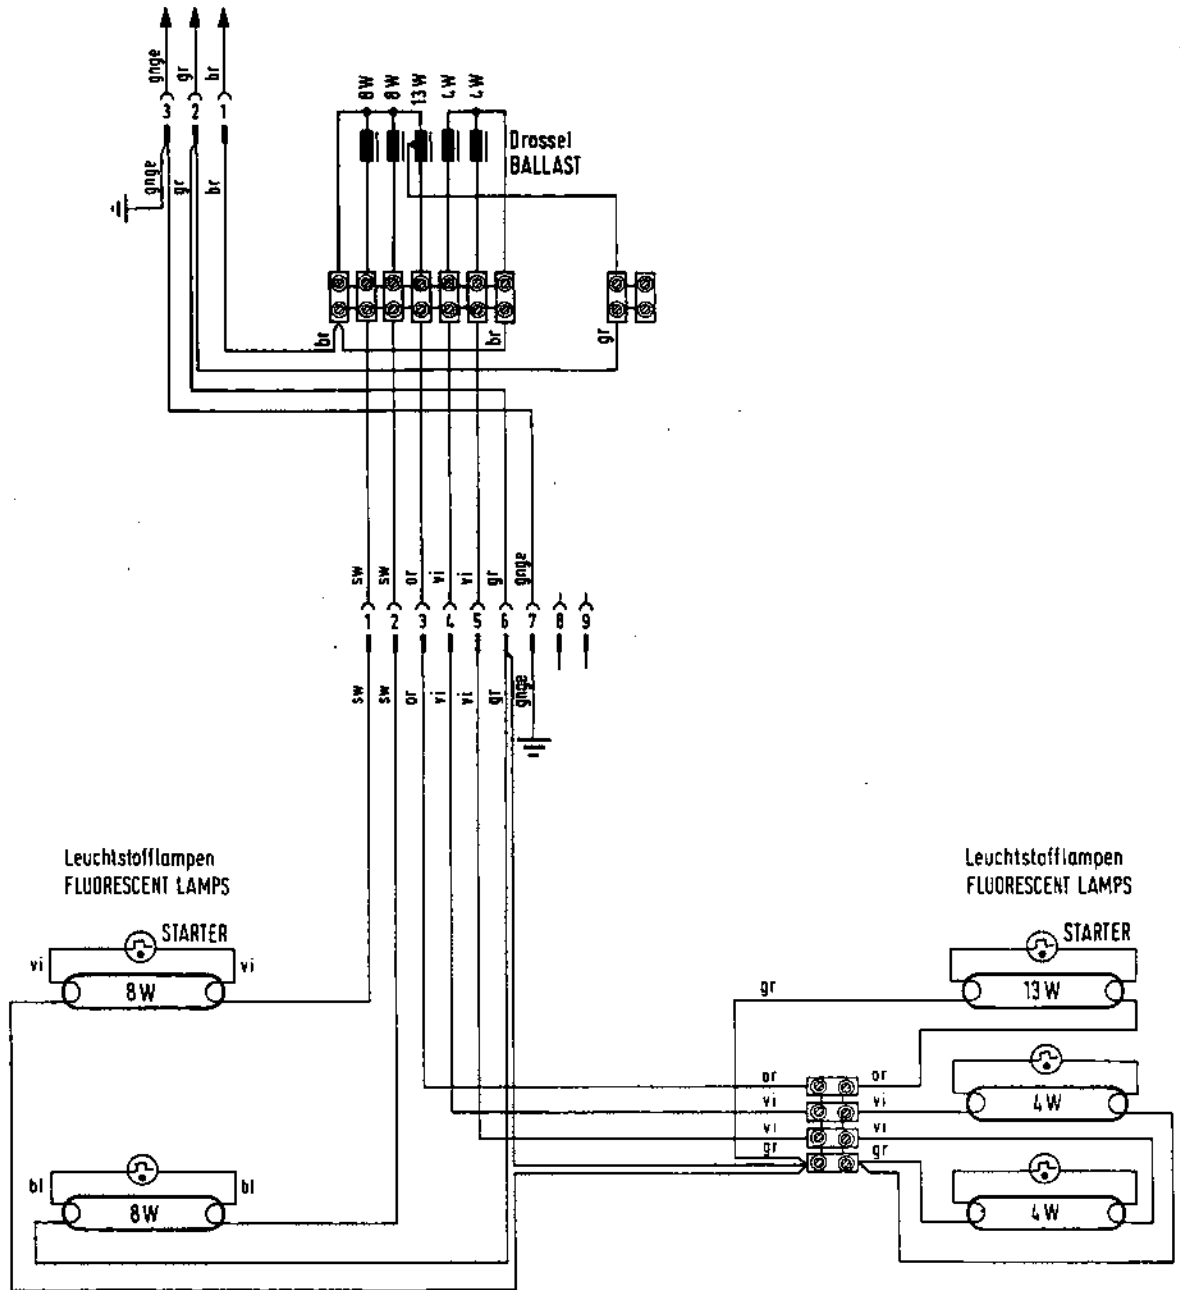 gnge gr br
3 2 1
gnge gr br
8W 8W 13W 4W 4W
Drossel
BALLAST
br br gr
sw sw or vi vi gr gnge
1 2 3 4 5 6 7 8 9
sw sw or vi vi gr gnge
Leuchtstofflampen
FLUORESCENT LAMPS
STARTER
vi vi
8W
bl bl
8W
Leuchtstofflampen
FLUORESCENT LAMPS
STARTER
gr
13W
or or
vi vi
4W
vi vi
gr gr
4W